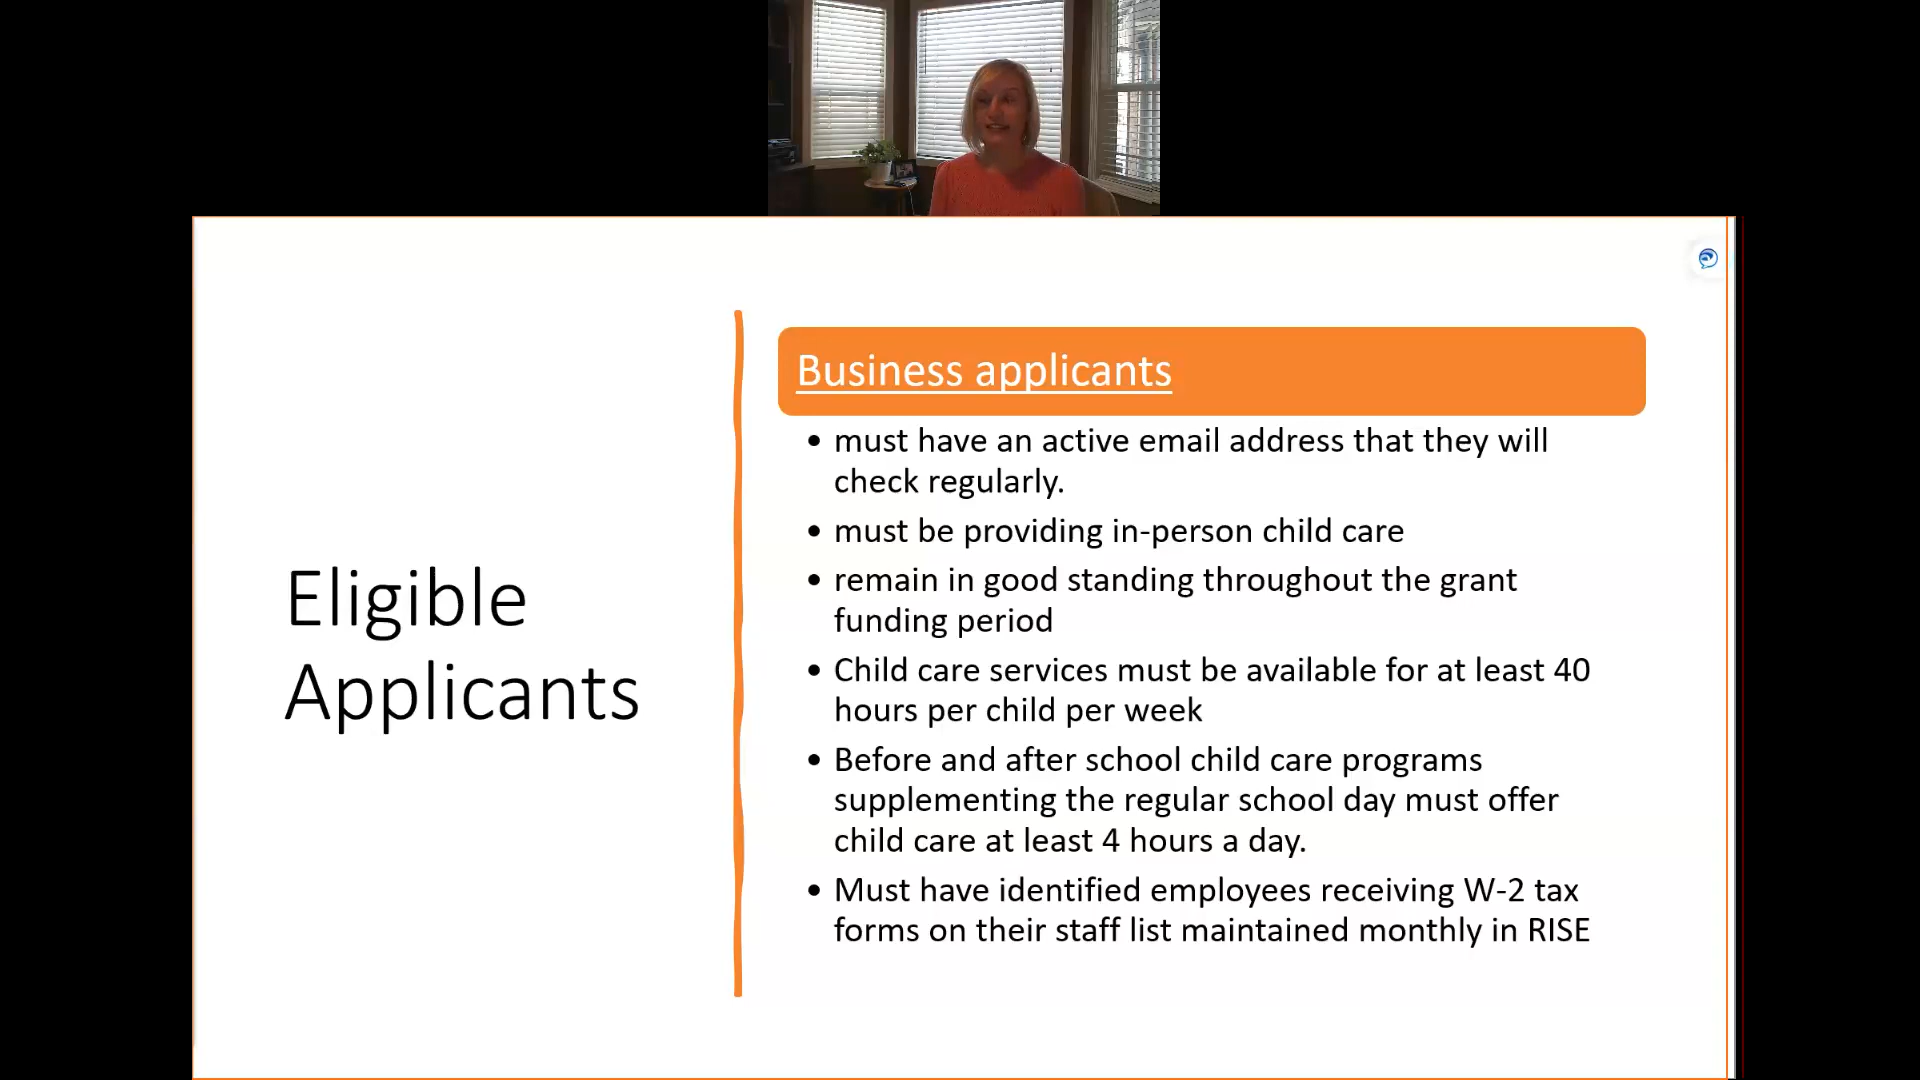 Eligible
Applicants
Business applicants
• must have an active email address that they will
check regularly.
• must be providing in-person child care
• remain in good standing throughout the grant
funding period
• Child care services must be available for at least 40
hours per child per week
• Before and after school child care programs
supplementing the regular school day must offer
child care at least 4 hours a day.
• Must have identified employees receiving W-2 tax
forms on their staff list maintained monthly in RISE